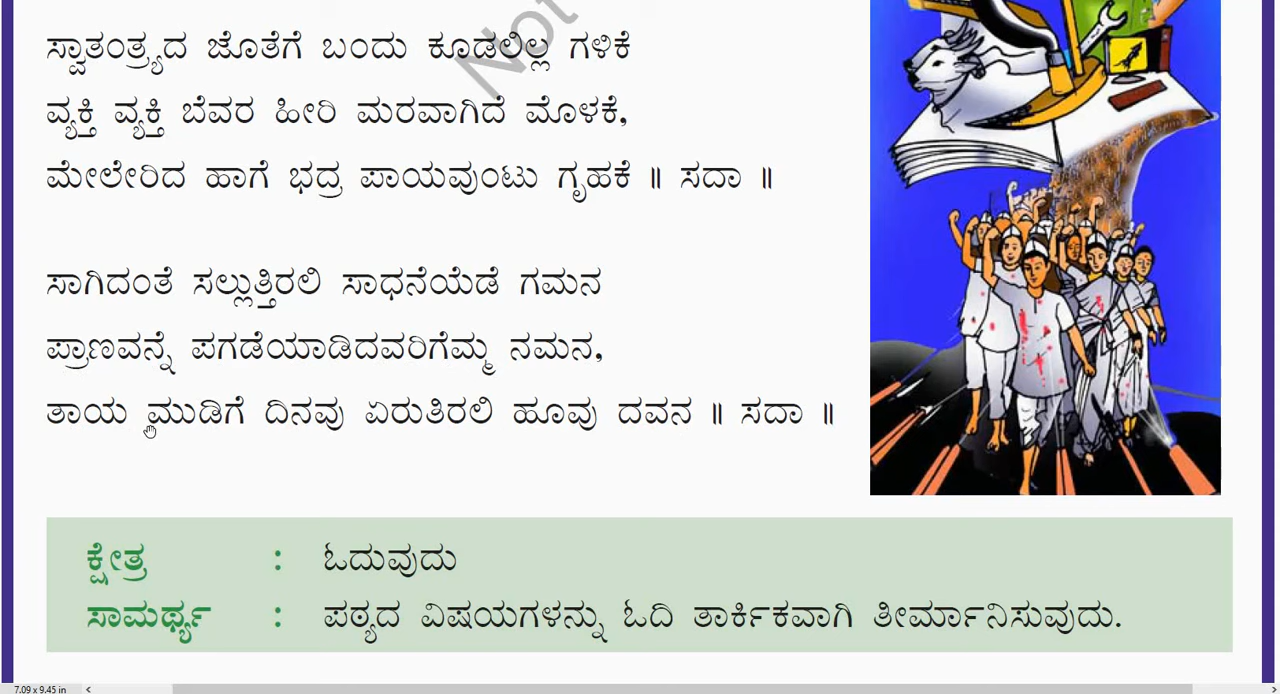 Not
ಸ್ವಾತಂತ್ರ್ಯದ ಜೊತೆಗೆ ಬಂದು ಕೂಡಲಿಲ್ಲ ಗಳಿಕೆ
ವ್ಯಕ್ತಿ ವ್ಯಕ್ತಿ ಬೆವರ ಹೀರಿ ಮರವಾಗಿದೆ ಮೊಳಕೆ,
ಮೇಲೇರಿದ ಹಾಗೆ ಭದ್ರ ಪಾಯವುಂಟು ಗೃಹಕೆ ॥ ಸದಾ ॥
ಸಾಗಿದಂತೆ ಸಲ್ಲುತ್ತಿರಲಿ ಸಾಧನೆಯೆಡೆ ಗಮನ
ಪ್ರಾಣವನ್ನೆ ಪಗಡೆಯಾಡಿದವರಿಗೆಮ್ಮ ನಮನ,
ತಾಯ ಮುಡಿಗೆ ದಿನವು ಏರುತಿರಲಿ ಹೂವು ದವನ ॥ ಸದಾ ॥
ಕ್ಷೇತ್ರ : ಓದುವುದು
ಸಾಮರ್ಥ್ಯ : ಪಠ್ಯದ ವಿಷಯಗಳನ್ನು ಓದಿ ತಾರ್ಕಿಕವಾಗಿ ತೀರ್ಮಾನಿಸುವುದು.
7.09 x 9.45 in